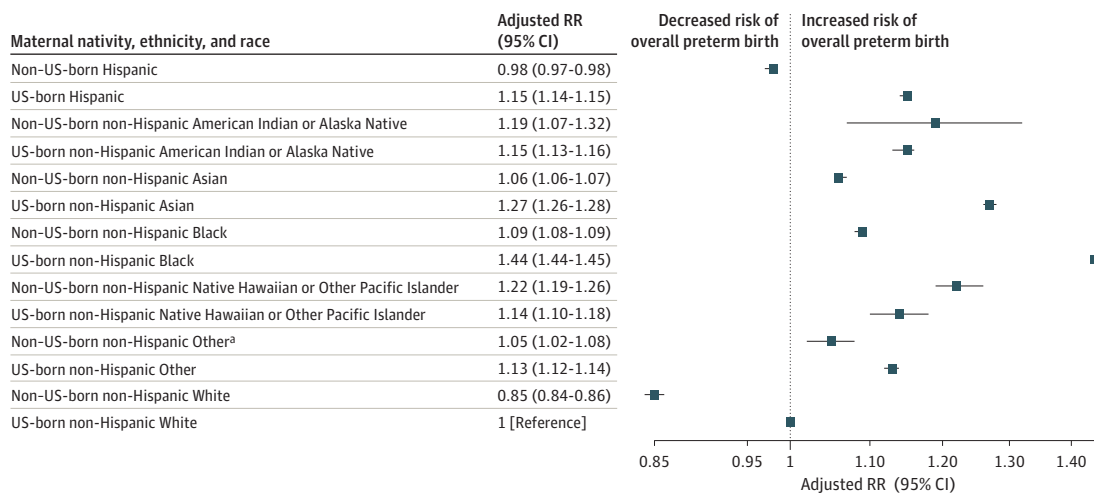 Maternal nativity, ethnicity, and race
Adjusted RR
(95% CI)
Decreased risk of
overall preterm birth
Increased risk of
overall preterm birth
Non-US-born Hispanic 0.98 (0.97-0.98)
US-born Hispanic 1.15 (1.14-1.15)
Non-US-born non-Hispanic American Indian or Alaska Native 1.19 (1.07-1.32)
US-born non-Hispanic American Indian or Alaska Native 1.15 (1.13-1.16)
Non-US-born non-Hispanic Asian 1.06 (1.06-1.07)
US-born non-Hispanic Asian 1.27 (1.26-1.28)
Non-US-born non-Hispanic Black 1.09 (1.08-1.09)
US-born non-Hispanic Black 1.44 (1.44-1.45)
Non-US-born non-Hispanic Native Hawaiian or Other Pacific Islander 1.22 (1.19-1.26)
US-born non-Hispanic Native Hawaiian or Other Pacific Islander 1.14 (1.10-1.18)
Non-US-born non-Hispanic Otherᵃ 1.05 (1.02-1.08)
US-born non-Hispanic Other 1.13 (1.12-1.14)
Non-US-born non-Hispanic White 0.85 (0.84-0.86)
US-born non-Hispanic White 1 [Reference]
0.85 0.95 1 1.10 1.20 1.30 1.40
Adjusted RR (95% CI)